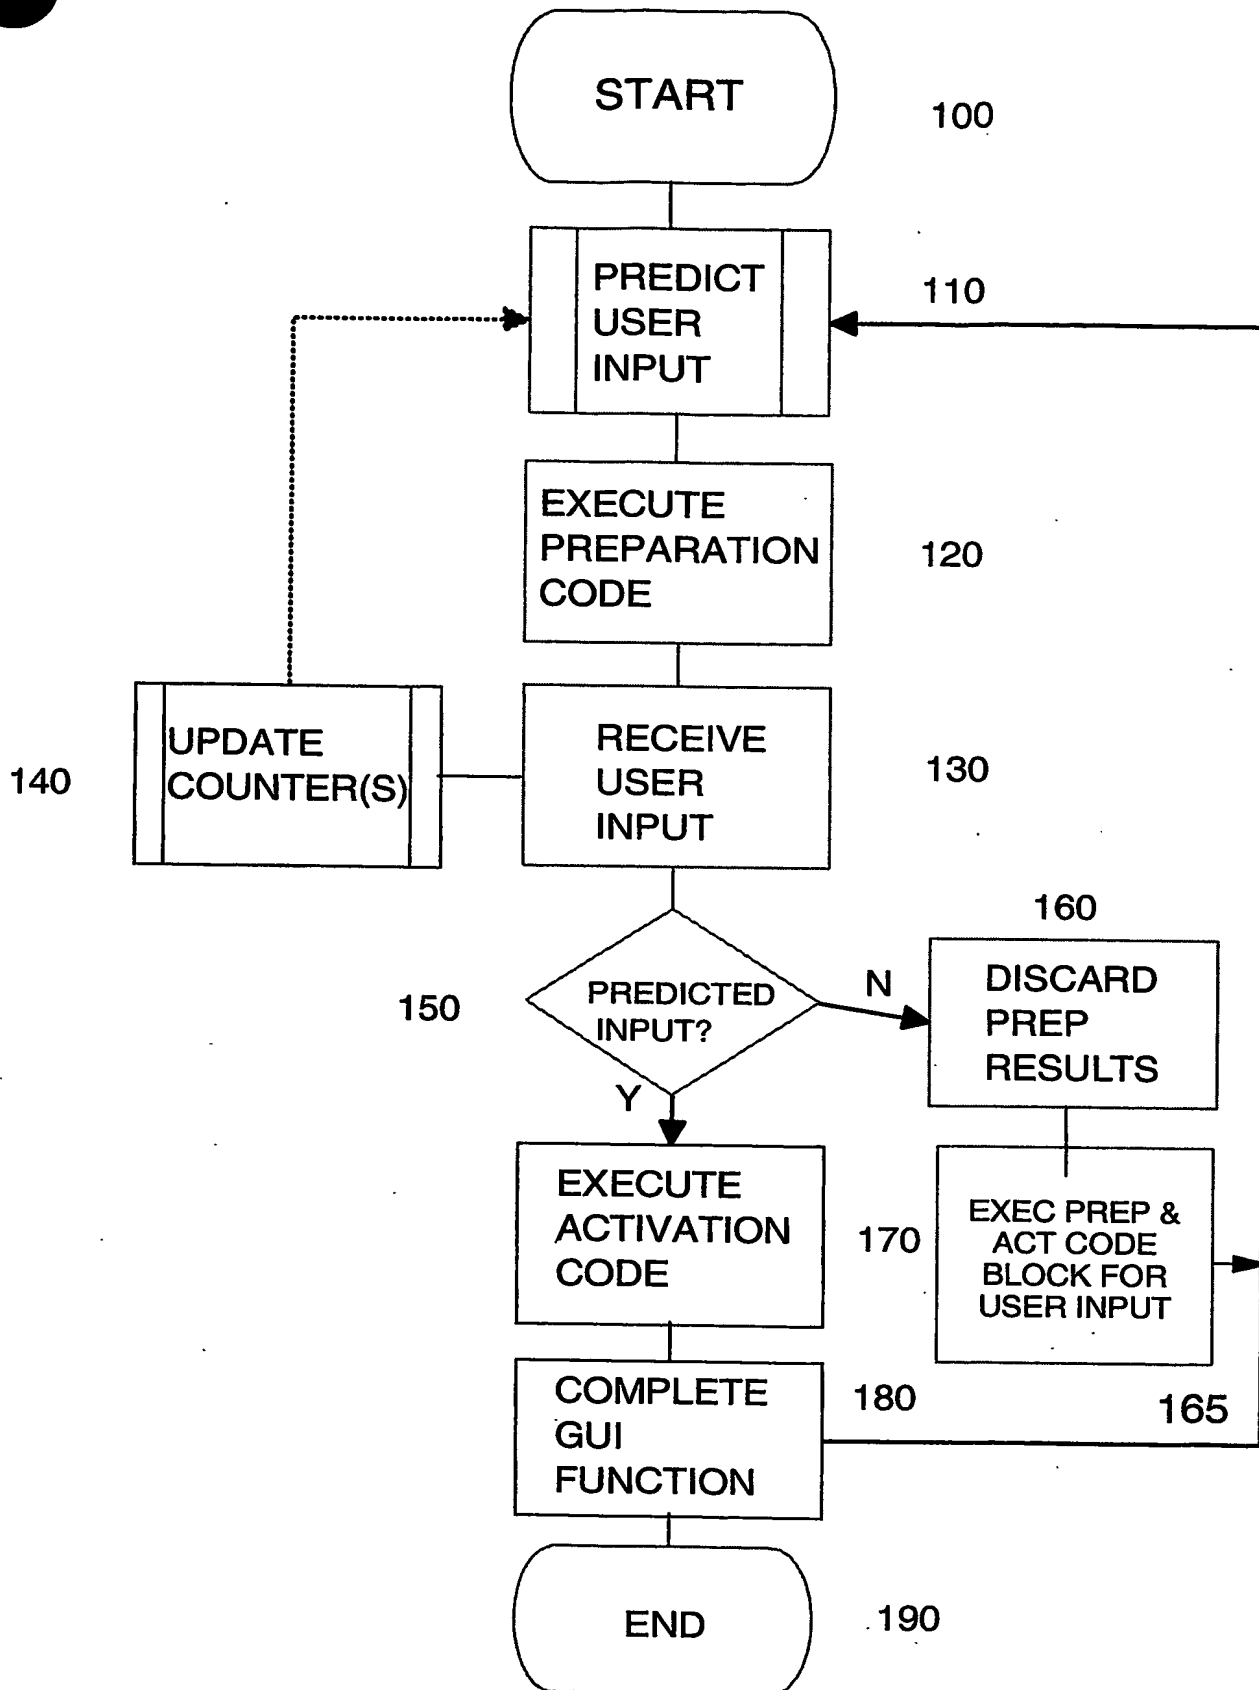 START
100
PREDICT
USER
INPUT
110
EXECUTE
PREPARATION
CODE
120
UPDATE
COUNTER(S)
140
RECEIVE
USER
INPUT
130
PREDICTED
INPUT?
150
N
Y
160
DISCARD
PREP
RESULTS
EXECUTE
ACTIVATION
CODE
170
EXEC PREP &
ACT CODE
BLOCK FOR
USER INPUT
165
COMPLETE
GUI
FUNCTION
180
END
190